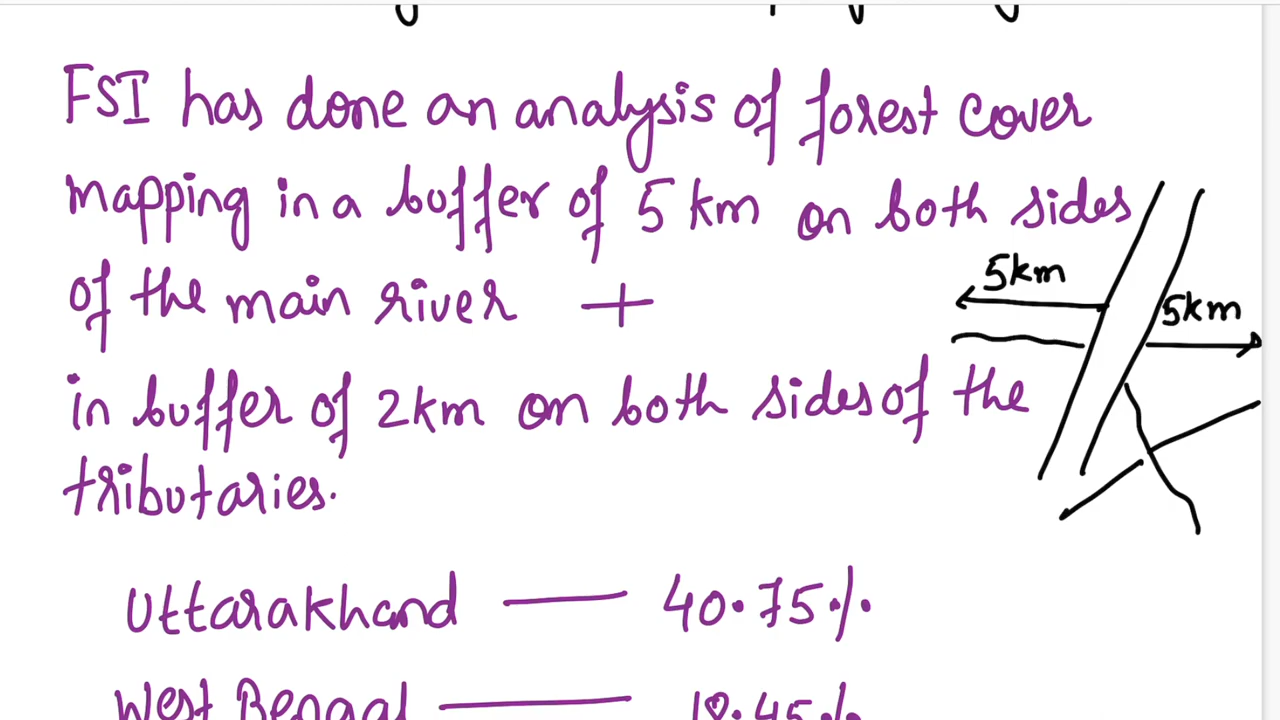 FSI has done an analysis of forest cover
mapping in a buffer of 5 km on both sides
of the main river +
5km
5km
in buffer of 2km on both sides of the
tributaries.
Uttarakhand — 40.75%
West Bengal —